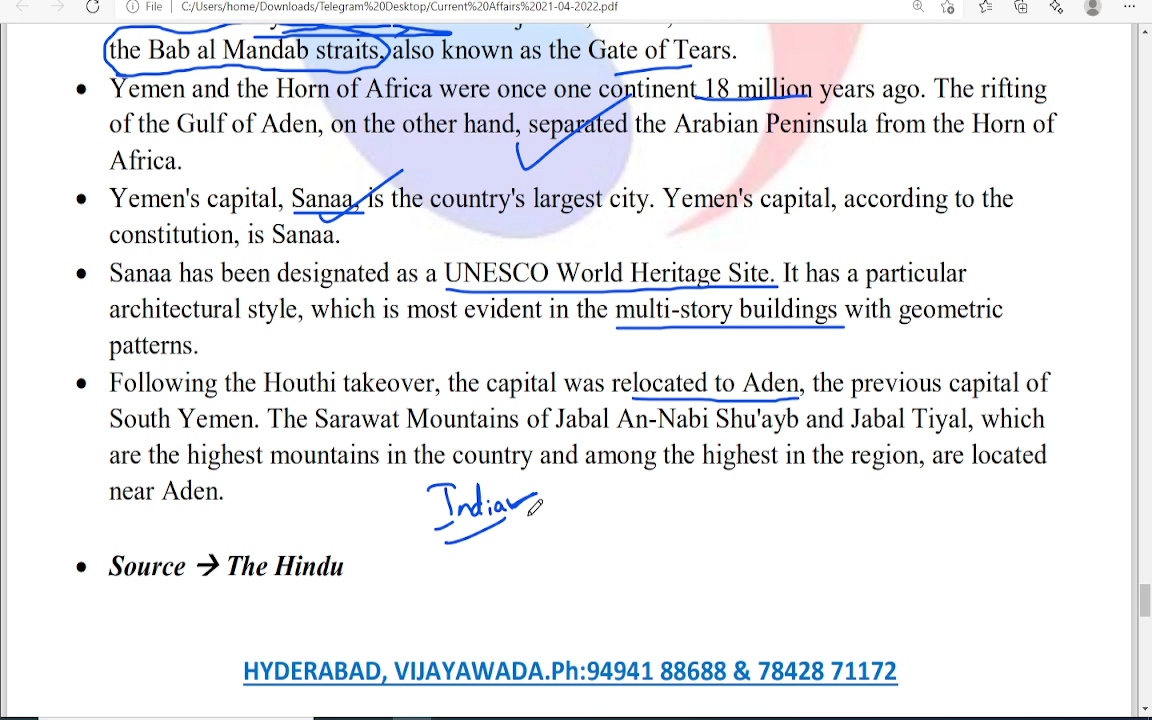 File
C:/Users/home/Downloads/Telegram%20Desktop/Current%20Affairs%2021-04-2022.pdf
the Bab al Mandab straits, also known as the Gate of Tears.
• Yemen and the Horn of Africa were once one continent 18 million years ago. The rifting
of the Gulf of Aden, on the other hand, separated the Arabian Peninsula from the Horn of
Africa.
• Yemen's capital, Sanaa, is the country's largest city. Yemen's capital, according to the
constitution, is Sanaa.
• Sanaa has been designated as a UNESCO World Heritage Site. It has a particular
architectural style, which is most evident in the multi-story buildings with geometric
patterns.
• Following the Houthi takeover, the capital was relocated to Aden, the previous capital of
South Yemen. The Sarawat Mountains of Jabal An-Nabi Shu'ayb and Jabal Tiyal, which
are the highest mountains in the country and among the highest in the region, are located
near Aden.
India
• Source → The Hindu
HYDERABAD, VIJAYAWADA.Ph:94941 88688 & 78428 71172